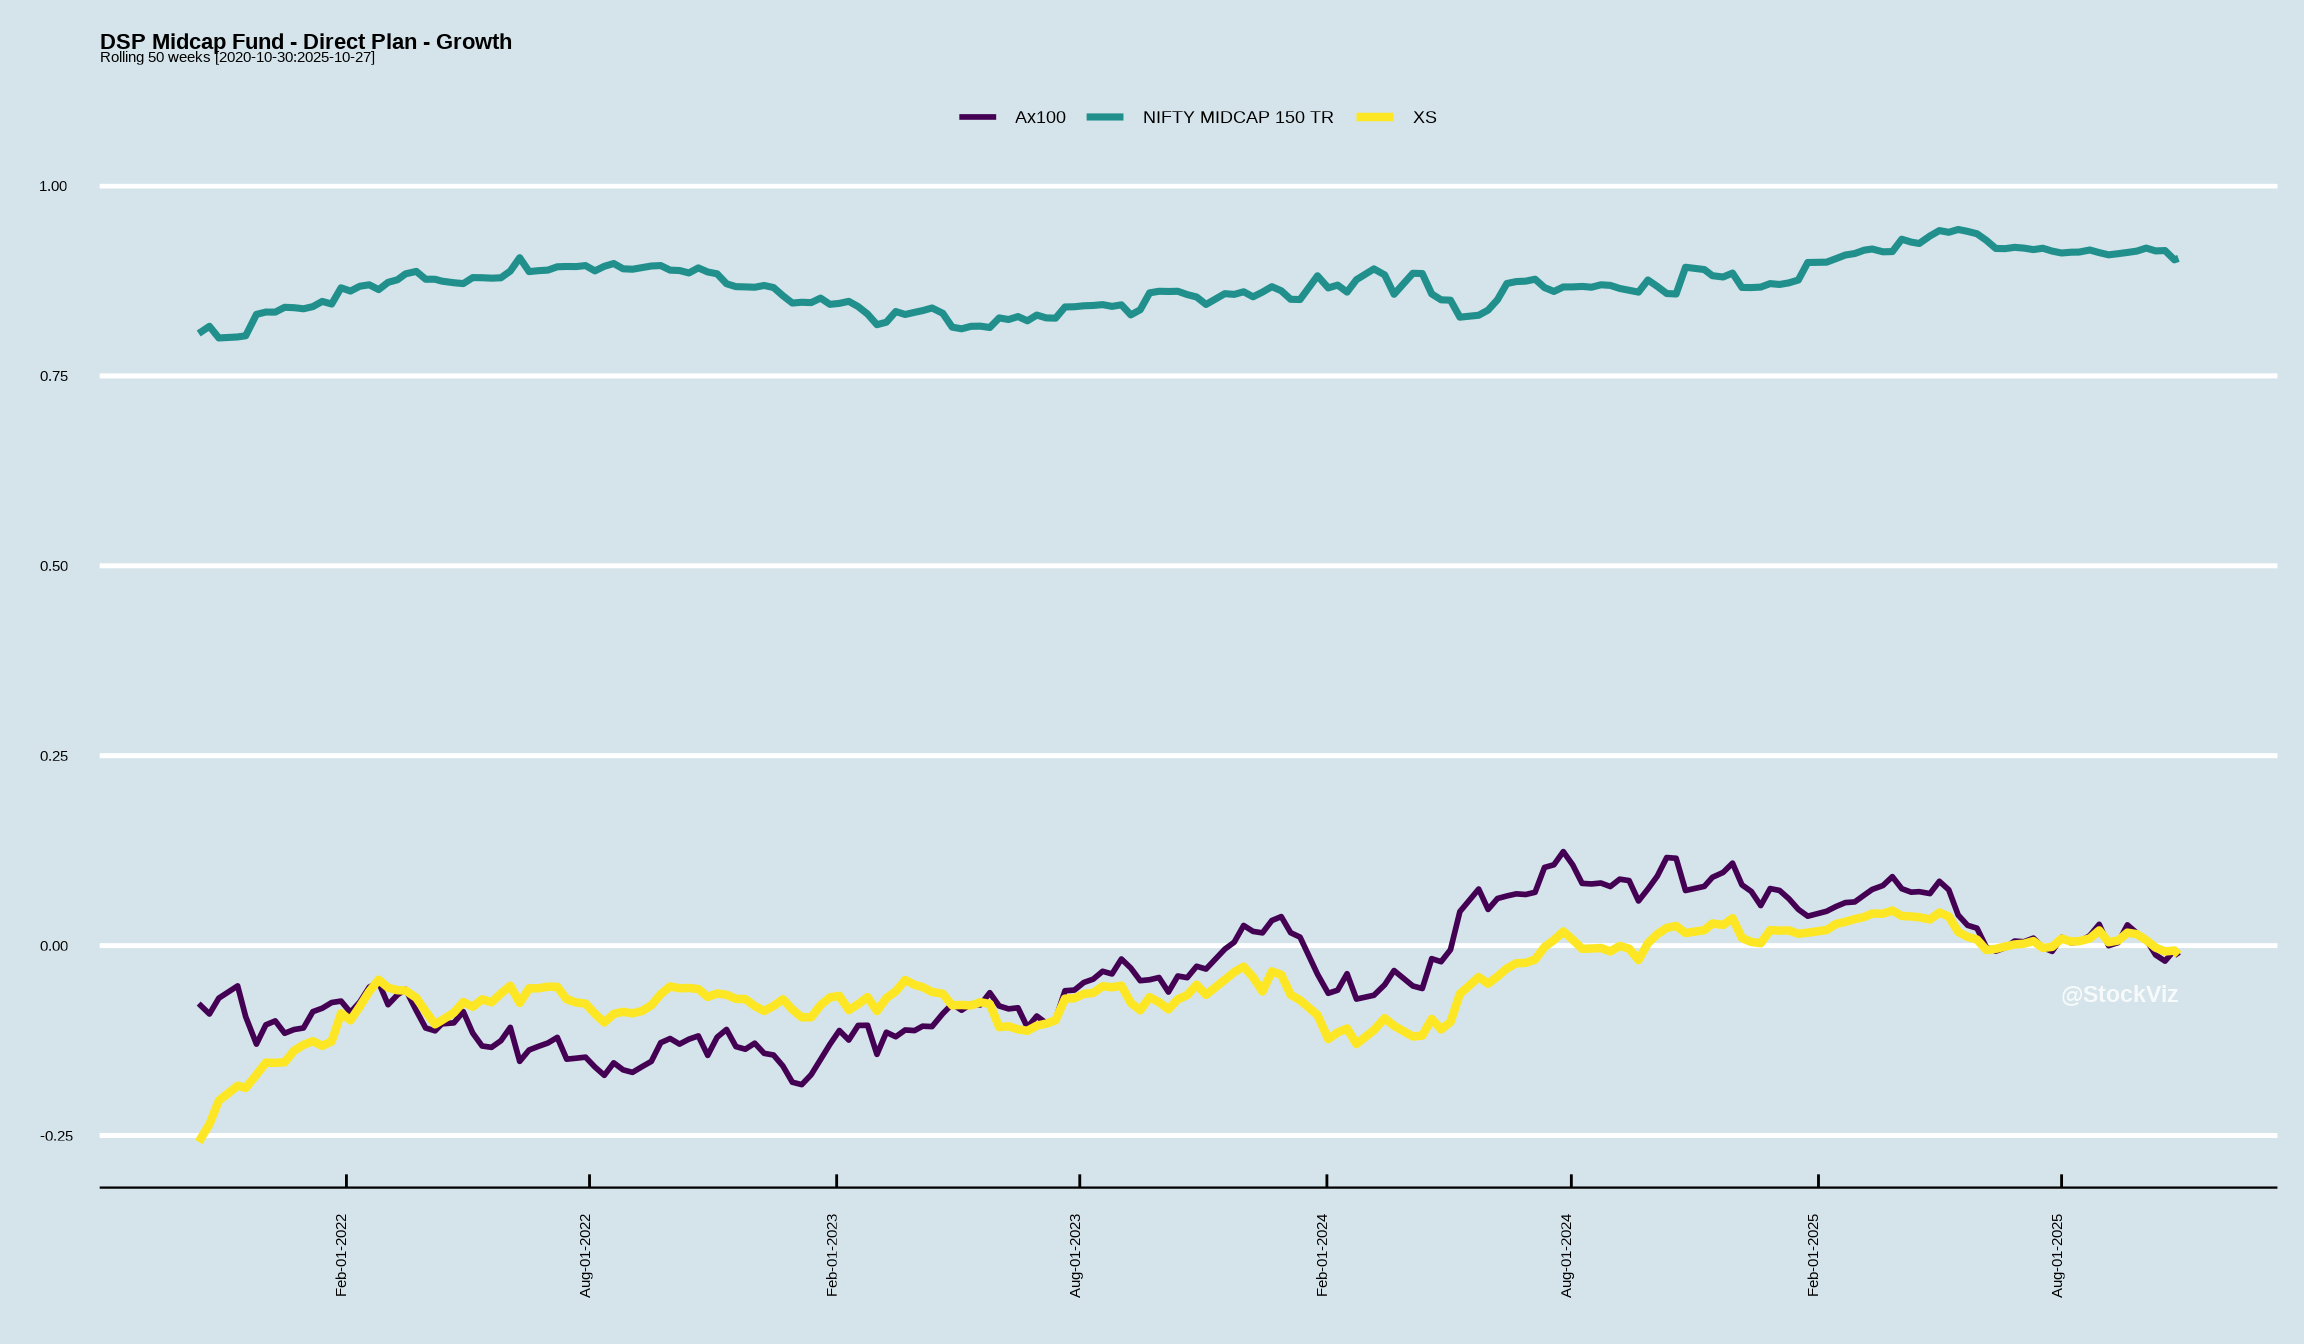 DSP Midcap Fund - Direct Plan - Growth
Rolling 50 weeks [2020-10-30:2025-10-27]
Ax100 NIFTY MIDCAP 150 TR XS
1.00
0.75
0.50
0.25
0.00
-0.25
@StockViz
Feb-01-2022
Aug-01-2022
Feb-01-2023
Aug-01-2023
Feb-01-2024
Aug-01-2024
Feb-01-2025
Aug-01-2025